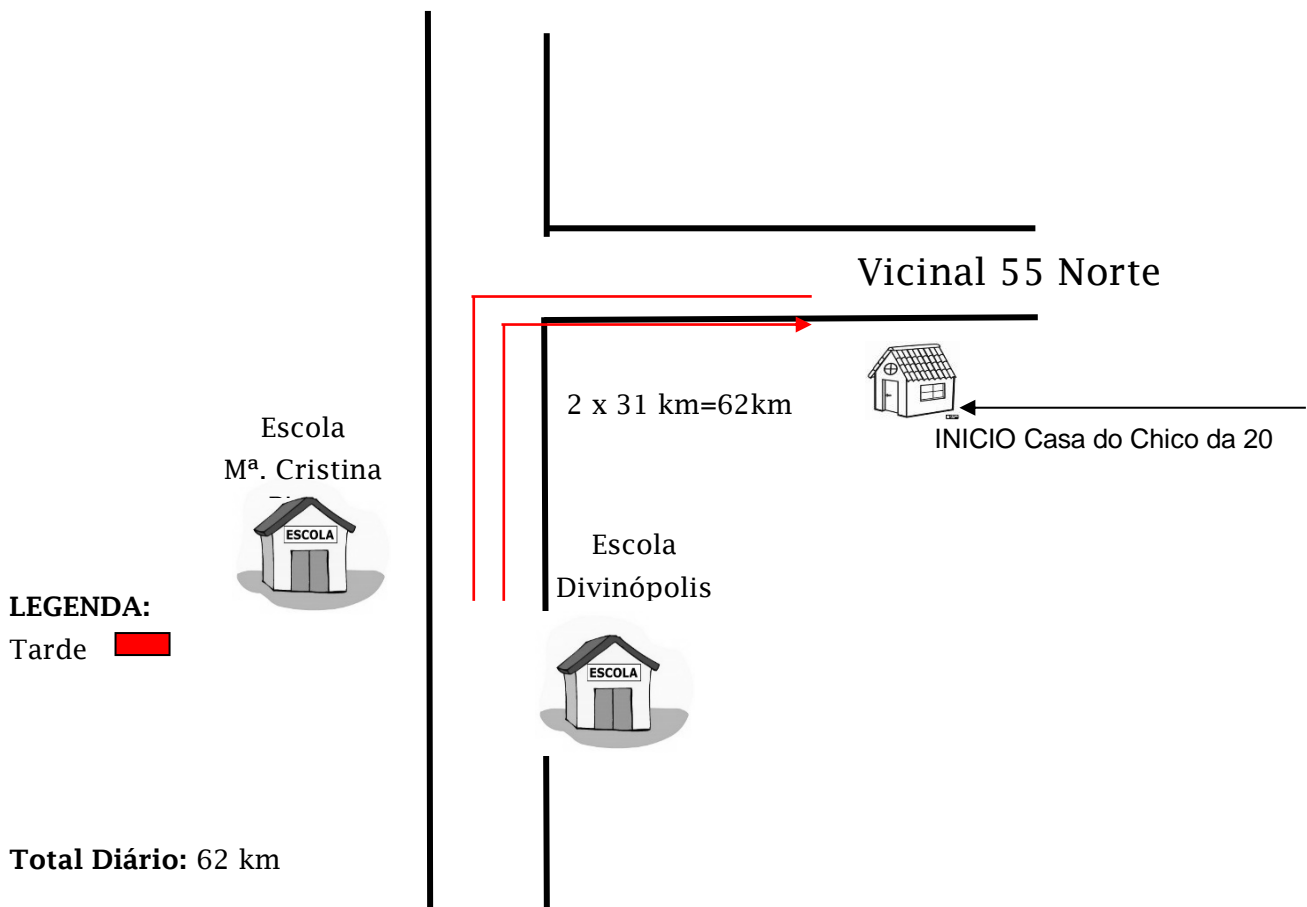 Vicinal 55 Norte
2 x 31 km=62km
INICIO Casa do Chico da 20
Escola
Mª. Cristina
ESCOLA
Escola
Divinópolis
ESCOLA
LEGENDA:
Tarde
Total Diário: 62 km